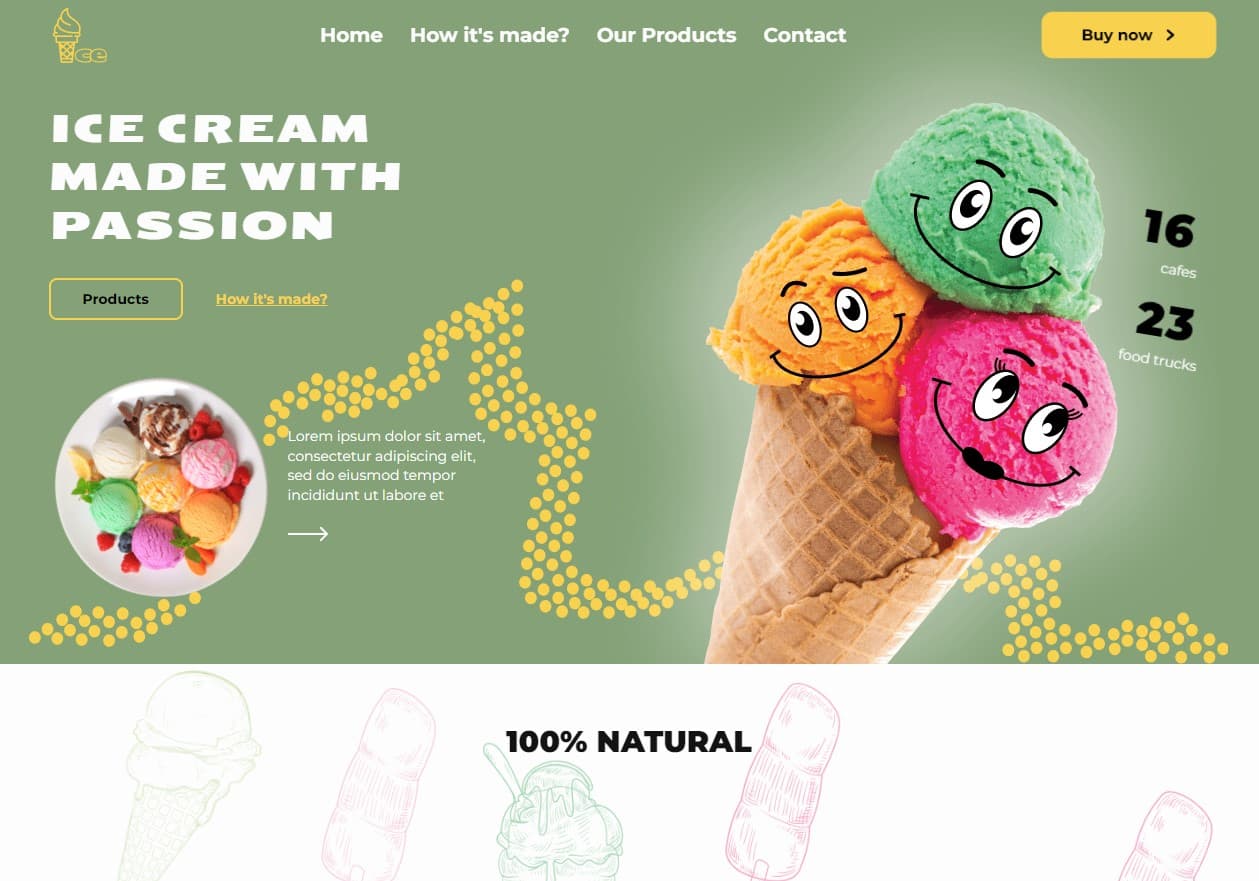 ce
Home How it's made? Our Products Contact
Buy now
ICE CREAM
MADE WITH
PASSION
Products How it's made?
Lorem ipsum dolor sit amet,
consectetur adipiscing elit,
sed do eiusmod tempor
incididunt ut labore et
16
cafes
23
food trucks
100% NATURAL